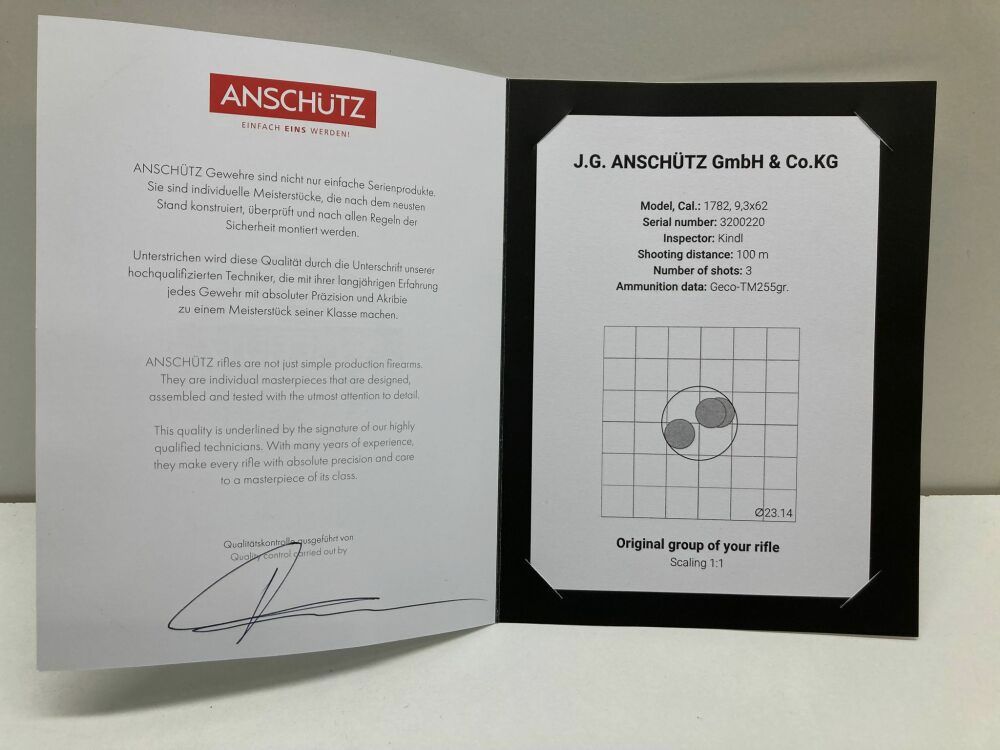 ANSCHÜTZ
EINFACH EINS WERDEN!
ANSCHÜTZ Gewehre sind nicht nur einfache Serienprodukte.
Sie sind individuelle Meisterstücke, die nach dem neusten
Stand konstruiert, überprüft und nach allen Regeln der
Sicherheit montiert werden.
Unterstrichen wird diese Qualität durch die Unterschrift unserer
hochqualifizierten Techniker, die mit ihrer langjährigen Erfahrung
jedes Gewehr mit absoluter Präzision und Akribie
zu einem Meisterstück seiner Klasse machen.
ANSCHÜTZ rifles are not just simple production firearms.
They are individual masterpieces that are designed,
assembled and tested with the utmost attention to detail.
This quality is underlined by the signature of our highly
qualified technicians. With many years of experience,
they make every rifle with absolute precision and care
to a masterpiece of its class.
Qualitätskontrolle ausgeführt von
Quality control carried out by
J.G. ANSCHÜTZ GmbH & Co.KG
Model, Cal.: 1782, 9,3x62
Serial number: 3200220
Inspector: Kindl
Shooting distance: 100 m
Number of shots: 3
Ammunition data: Geco-TM255gr.
Ø23.14
Original group of your rifle
Scaling 1:1